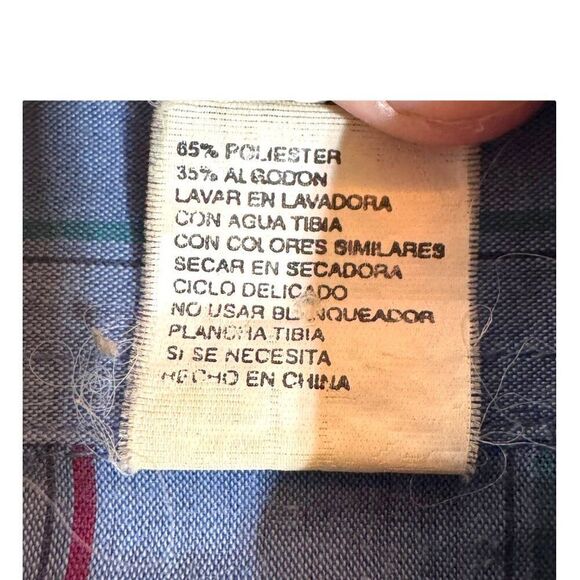 65% POLIESTER
35% ALGODON
LAVAR EN LAVADORA
CON AGUA TIBIA
CON COLORES SIMILARES
SECAR EN SECADORA
CICLO DELICADO
NO USAR BLANQUEADOR
PLANCHA TIBIA
SI SE NECESITA
HECHO EN CHINA